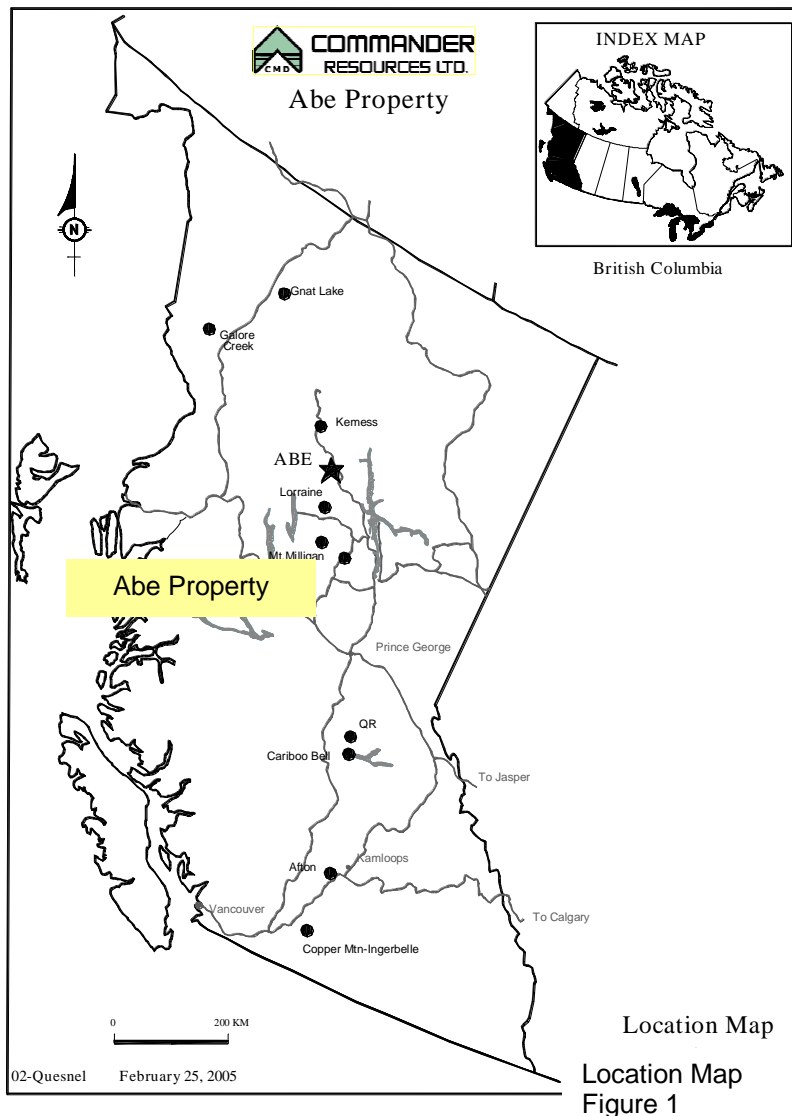 COMMANDER
RESOURCES LTD.
CMD
Abe Property
INDEX MAP
British Columbia
N
Gnat Lake
Galore
Creek
Kemess
ABE
Lorraine
Mt Milligan
Abe Property
Prince George
QR
Cariboo Bell
To Jasper
Afton
Kamloops
Vancouver
To Calgary
Copper Mtn-Ingerbelle
0 200 KM
Location Map
02-Quesnel February 25, 2005
Location Map
Figure 1